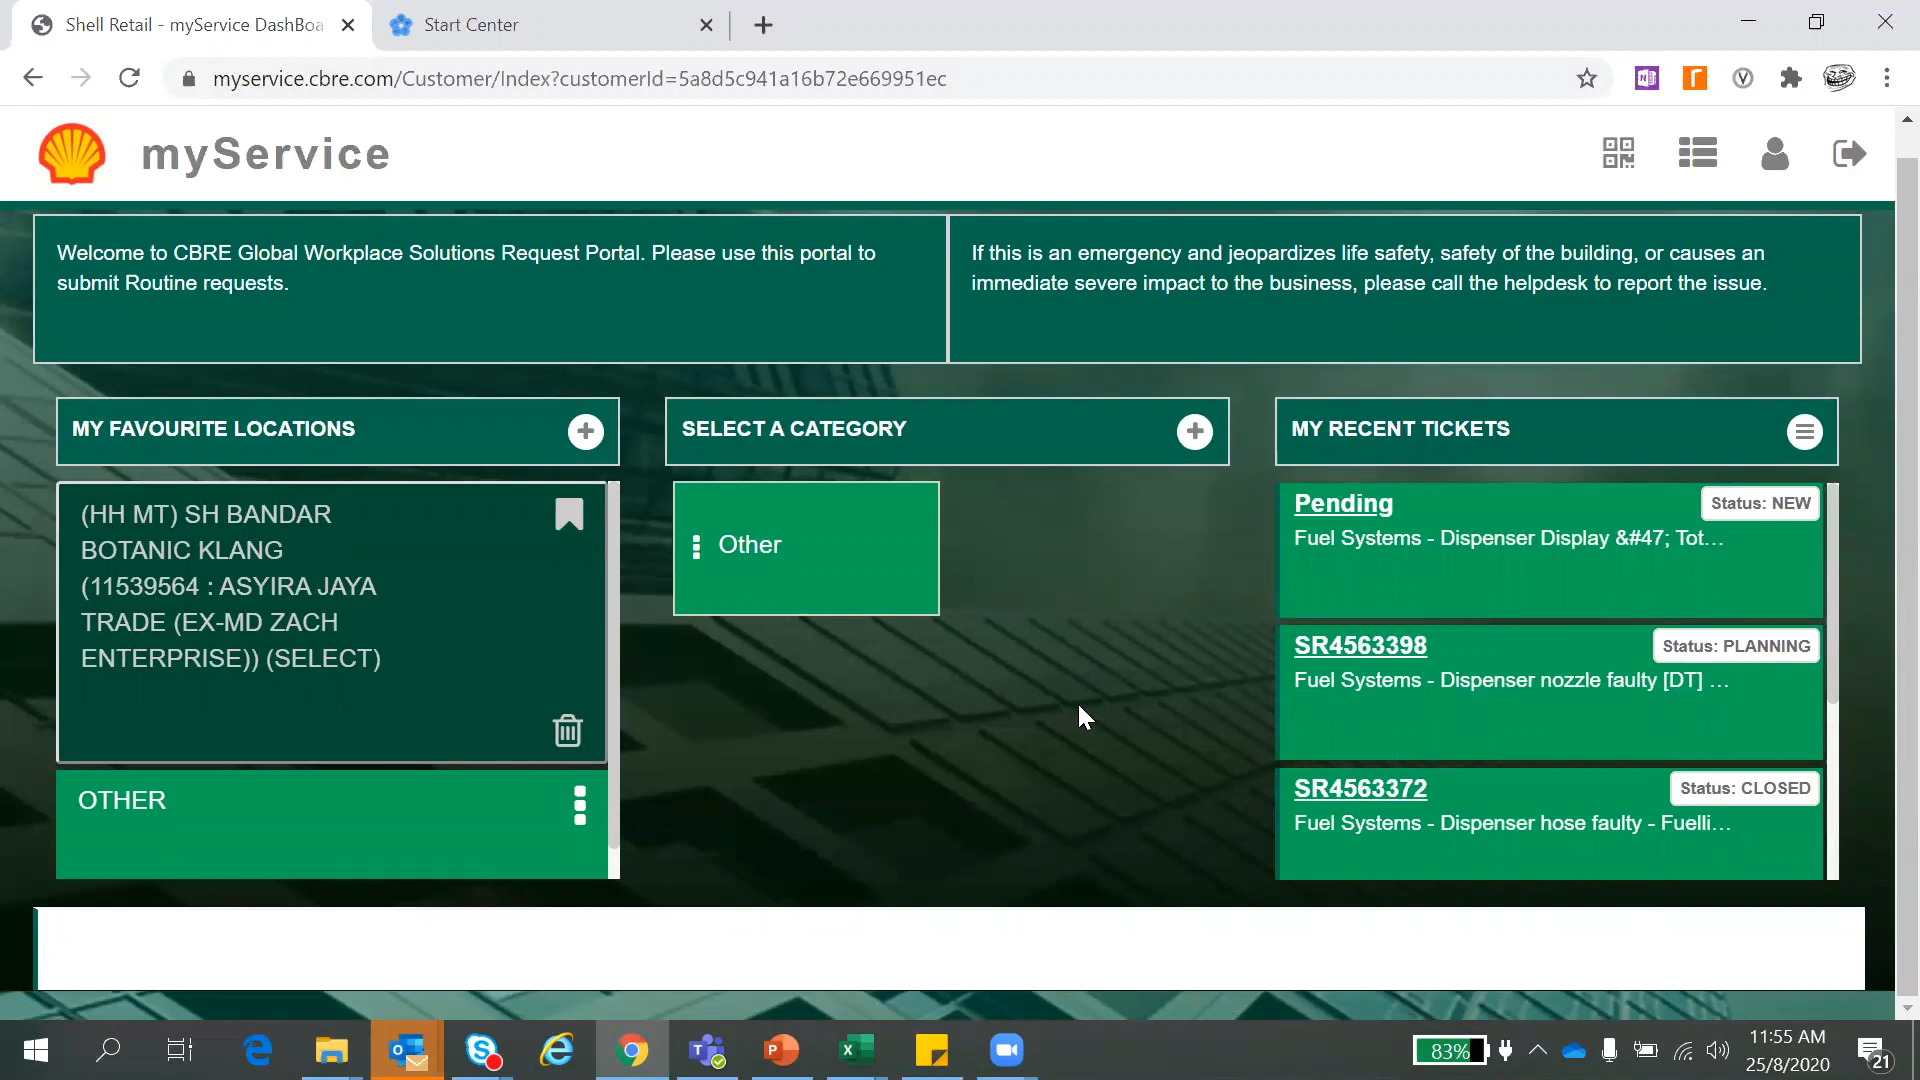 Shell Retail - myService DashBoa
Start Center
myservice.cbre.com/Customer/Index?customerId=5a8d5c941a16b72e669951ec
myService
Welcome to CBRE Global Workplace Solutions Request Portal. Please use this portal to
submit Routine requests.
If this is an emergency and jeopardizes life safety, safety of the building, or causes an
immediate severe impact to the business, please call the helpdesk to report the issue.
MY FAVOURITE LOCATIONS
(HH MT) SH BANDAR
BOTANIC KLANG
(11539564 : ASYIRA JAYA
TRADE (EX-MD ZACH
ENTERPRISE)) (SELECT)
OTHER
SELECT A CATEGORY
Other
MY RECENT TICKETS
Pending
Status: NEW
Fuel Systems - Dispenser Display &#47; Tot...
SR4563398
Status: PLANNING
Fuel Systems - Dispenser nozzle faulty [DT] ...
SR4563372
Status: CLOSED
Fuel Systems - Dispenser hose faulty - Fuelli...
83%
11:55 AM
25/8/2020
21